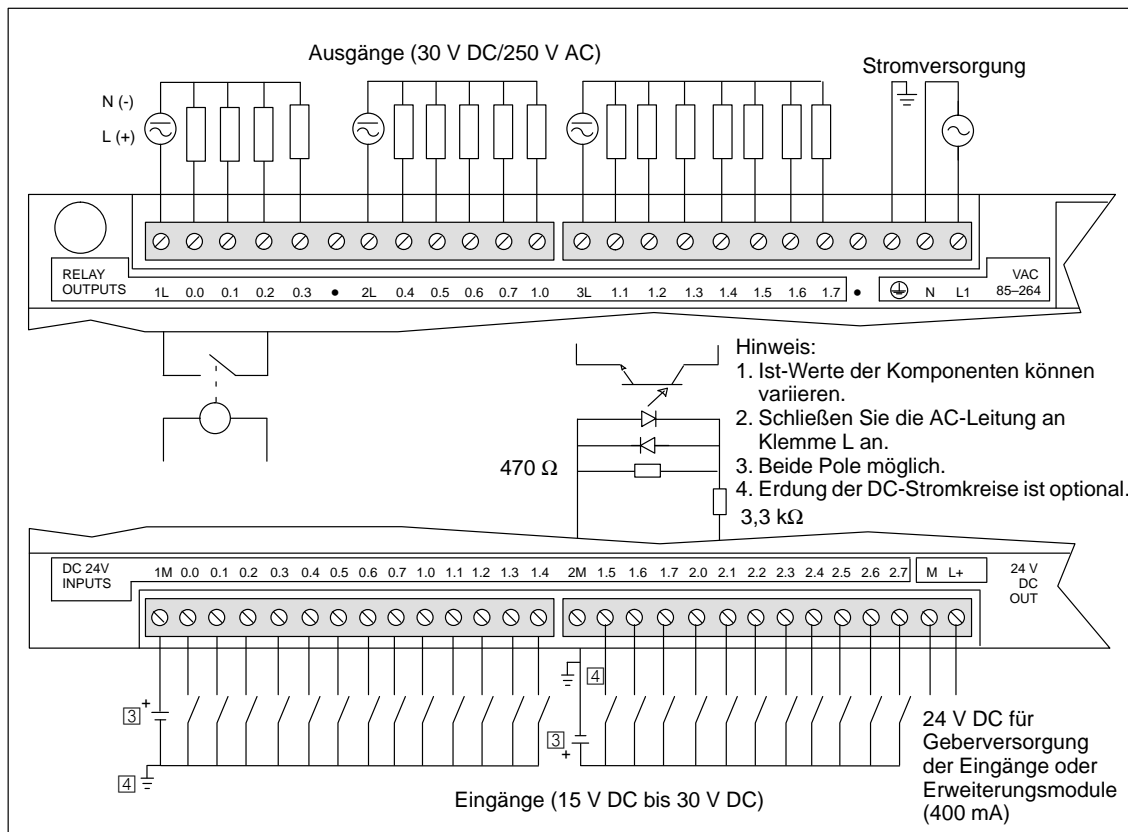 Ausgänge (30 V DC/250 V AC)
Stromversorgung
N (-)
L (+)
RELAY
OUTPUTS
1L 0.0 0.1 0.2 0.3 • 2L 0.4 0.5 0.6 0.7 1.0 3L 1.1 1.2 1.3 1.4 1.5 1.6 1.7 • N L1
VAC
85–264
Hinweis:
1. Ist-Werte der Komponenten können
variieren.
2. Schließen Sie die AC-Leitung an
Klemme L an.
3. Beide Pole möglich.
4. Erdung der DC-Stromkreise ist optional.
470 Ω
3,3 kΩ
DC 24V
INPUTS
1M 0.0 0.1 0.2 0.3 0.4 0.5 0.6 0.7 1.0 1.1 1.2 1.3 1.4 2M 1.5 1.6 1.7 2.0 2.1 2.2 2.3 2.4 2.5 2.6 2.7 M L+
24 V
DC
OUT
4
3 +
3
+
4
24 V DC für
Geberversorgung
der Eingänge oder
Erweiterungsmodule
(400 mA)
Eingänge (15 V DC bis 30 V DC)